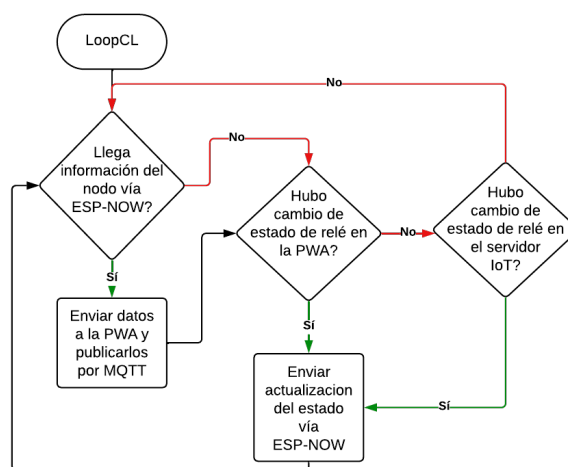 LoopCL
No
Llega
información del
nodo vía
ESP-NOW?
No
Hubo
cambio de
estado de
relé en
la PWA?
No
Hubo
cambio de
estado de relé en
el servidor
IoT?
Sí
Enviar datos
a la PWA y
publicarlos
por MQTT
Sí
Enviar
actualizacion
del estado
vía
ESP-NOW
Sí